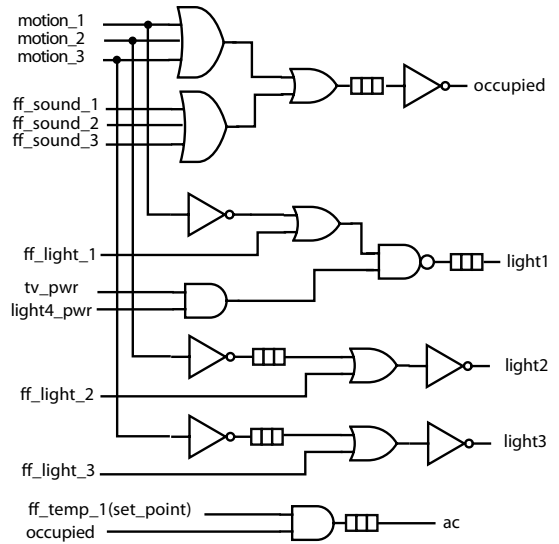 motion_1
motion_2
motion_3
occupied
ff_sound_1
ff_sound_2
ff_sound_3
ff_light_1
light1
tv_pwr
light4_pwr
light2
ff_light_2
light3
ff_light_3
ff_temp_1(set_point)
ac
occupied